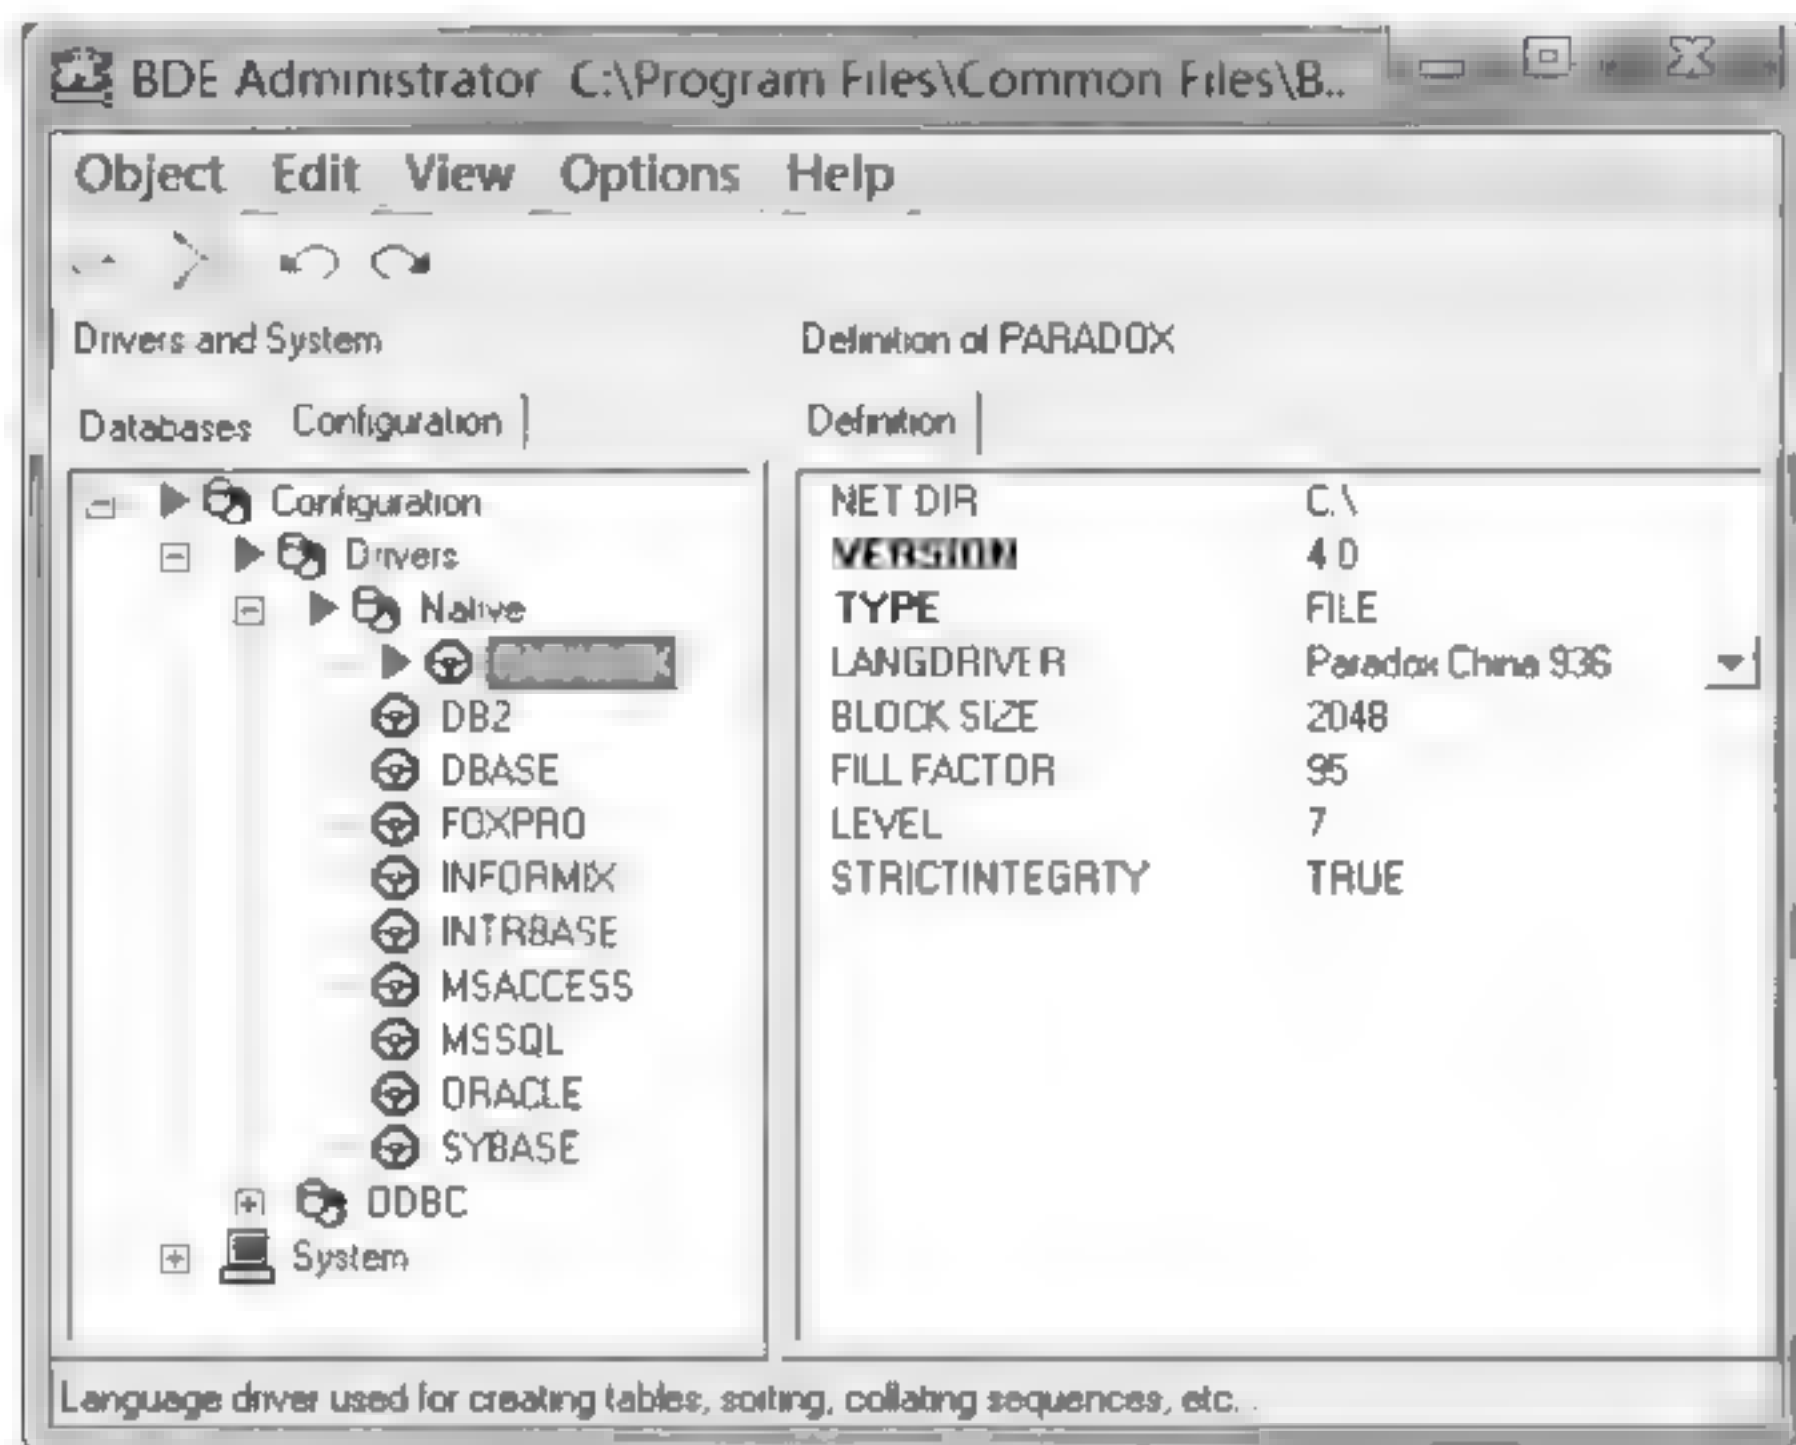 BDE Administrator C:\Program Files\Common Files\B..
Object Edit View Options Help
Drivers and System
Definition of PARADOX
Databases Configuration
Definition
Configuration
Drivers
Native
DB2
DBASE
FOXPRO
INFORMIX
INTRBASE
MSACCESS
MSSQL
ORACLE
SYBASE
ODBC
System
NET DIR C:\
VERSION 4.0
TYPE FILE
LANGDRIVER Paradox China 936
BLOCK SIZE 2048
FILL FACTOR 95
LEVEL 7
STRICTINTEGRTY TRUE
Language driver used for creating tables, sorting, collating sequences, etc.